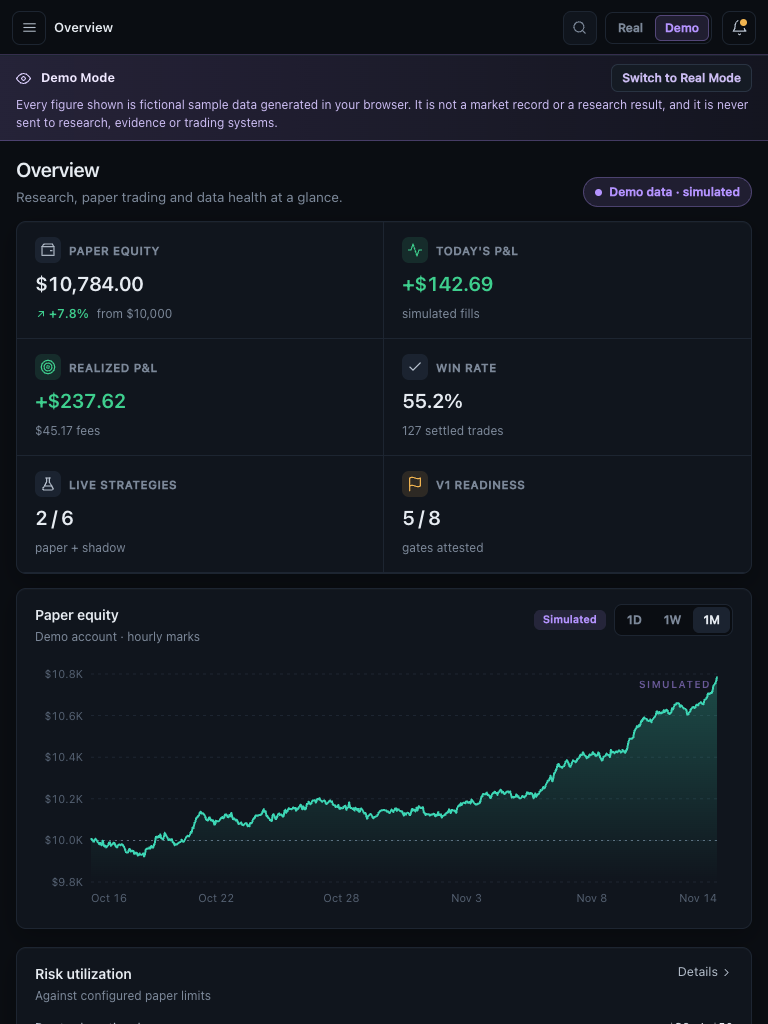 Overview
Real
Demo
Demo Mode
Switch to Real Mode
Every figure shown is fictional sample data generated in your browser. It is not a market record or a research result, and it is never
sent to research, evidence or trading systems.
Overview
Research, paper trading and data health at a glance.
Demo data · simulated
PAPER EQUITY
$10,784.00
+7.8% from $10,000
TODAY'S P&L
+$142.69
simulated fills
REALIZED P&L
+$237.62
$45.17 fees
WIN RATE
55.2%
127 settled trades
LIVE STRATEGIES
2 / 6
paper + shadow
V1 READINESS
5 / 8
gates attested
Paper equity
Demo account · hourly marks
Simulated
1D
1W
1M
SIMULATED
$10.8K
$10.6K
$10.4K
$10.2K
$10.0K
$9.8K
Oct 16
Oct 22
Oct 28
Nov 3
Nov 8
Nov 14
Risk utilization
Against configured paper limits
Details